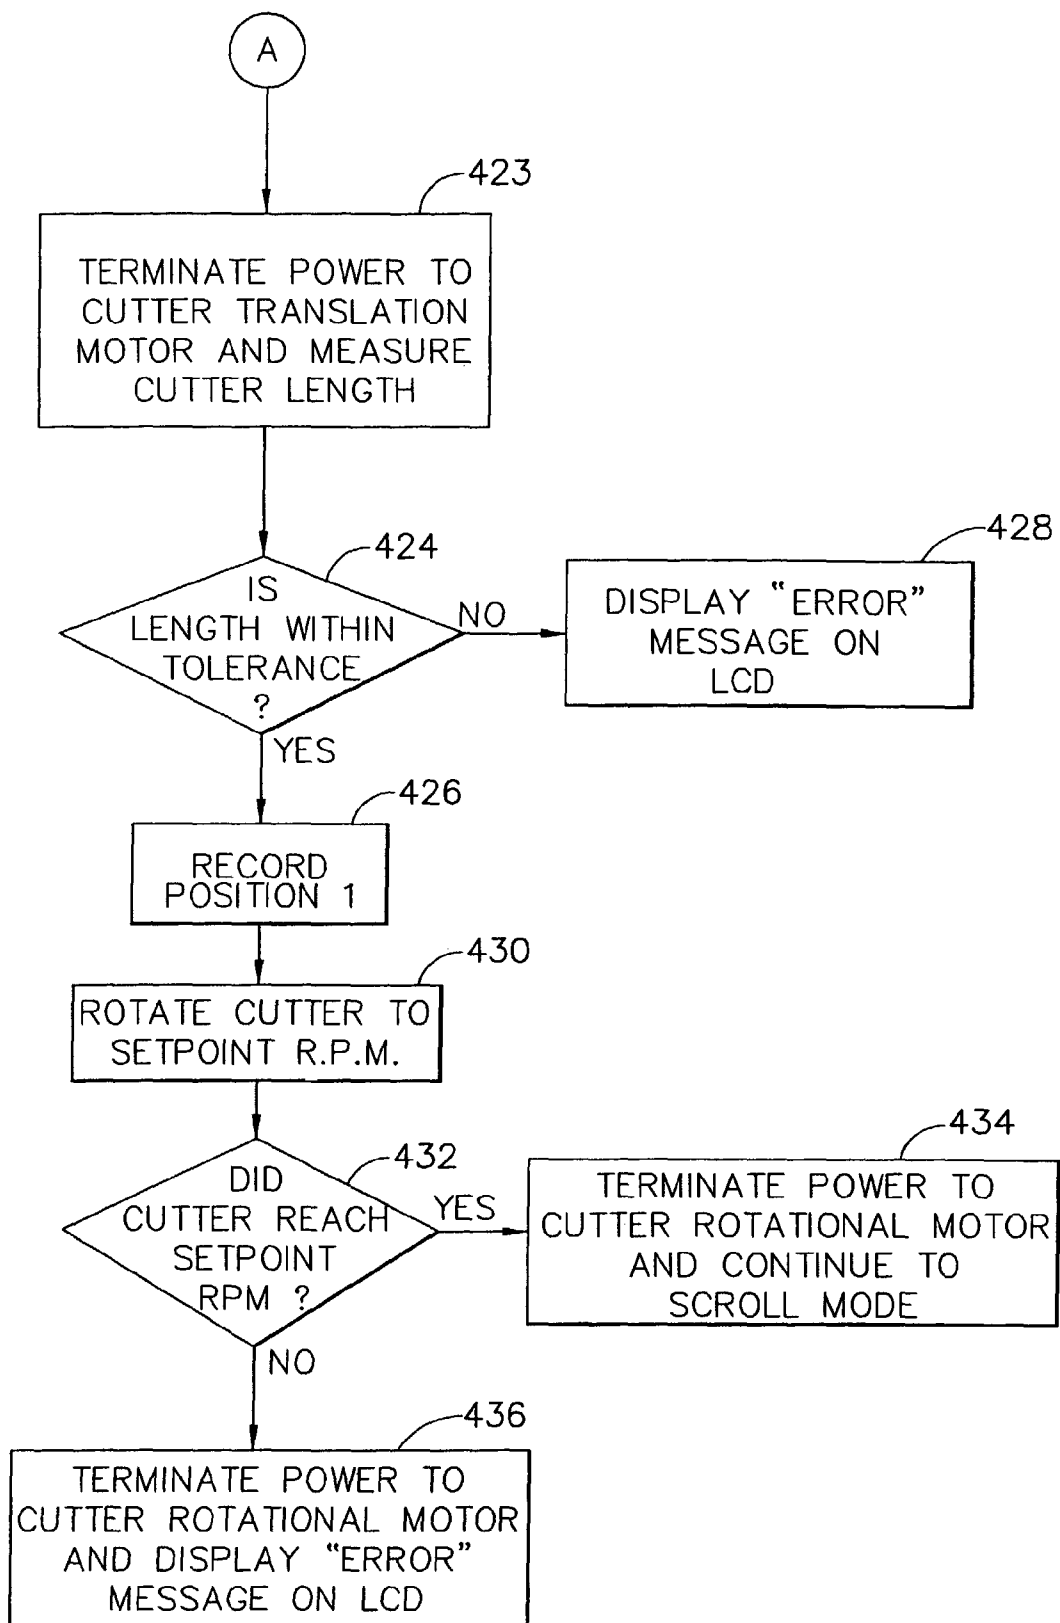 A
423
TERMINATE POWER TO
CUTTER TRANSLATION
MOTOR AND MEASURE
CUTTER LENGTH
424
IS
LENGTH WITHIN
TOLERANCE
?
NO
428
DISPLAY "ERROR"
MESSAGE ON
LCD
YES
426
RECORD
POSITION 1
430
ROTATE CUTTER TO
SETPOINT R.P.M.
432
DID
CUTTER REACH
SETPOINT
RPM ?
YES
434
TERMINATE POWER TO
CUTTER ROTATIONAL MOTOR
AND CONTINUE TO
SCROLL MODE
NO
436
TERMINATE POWER TO
CUTTER ROTATIONAL MOTOR
AND DISPLAY "ERROR"
MESSAGE ON LCD